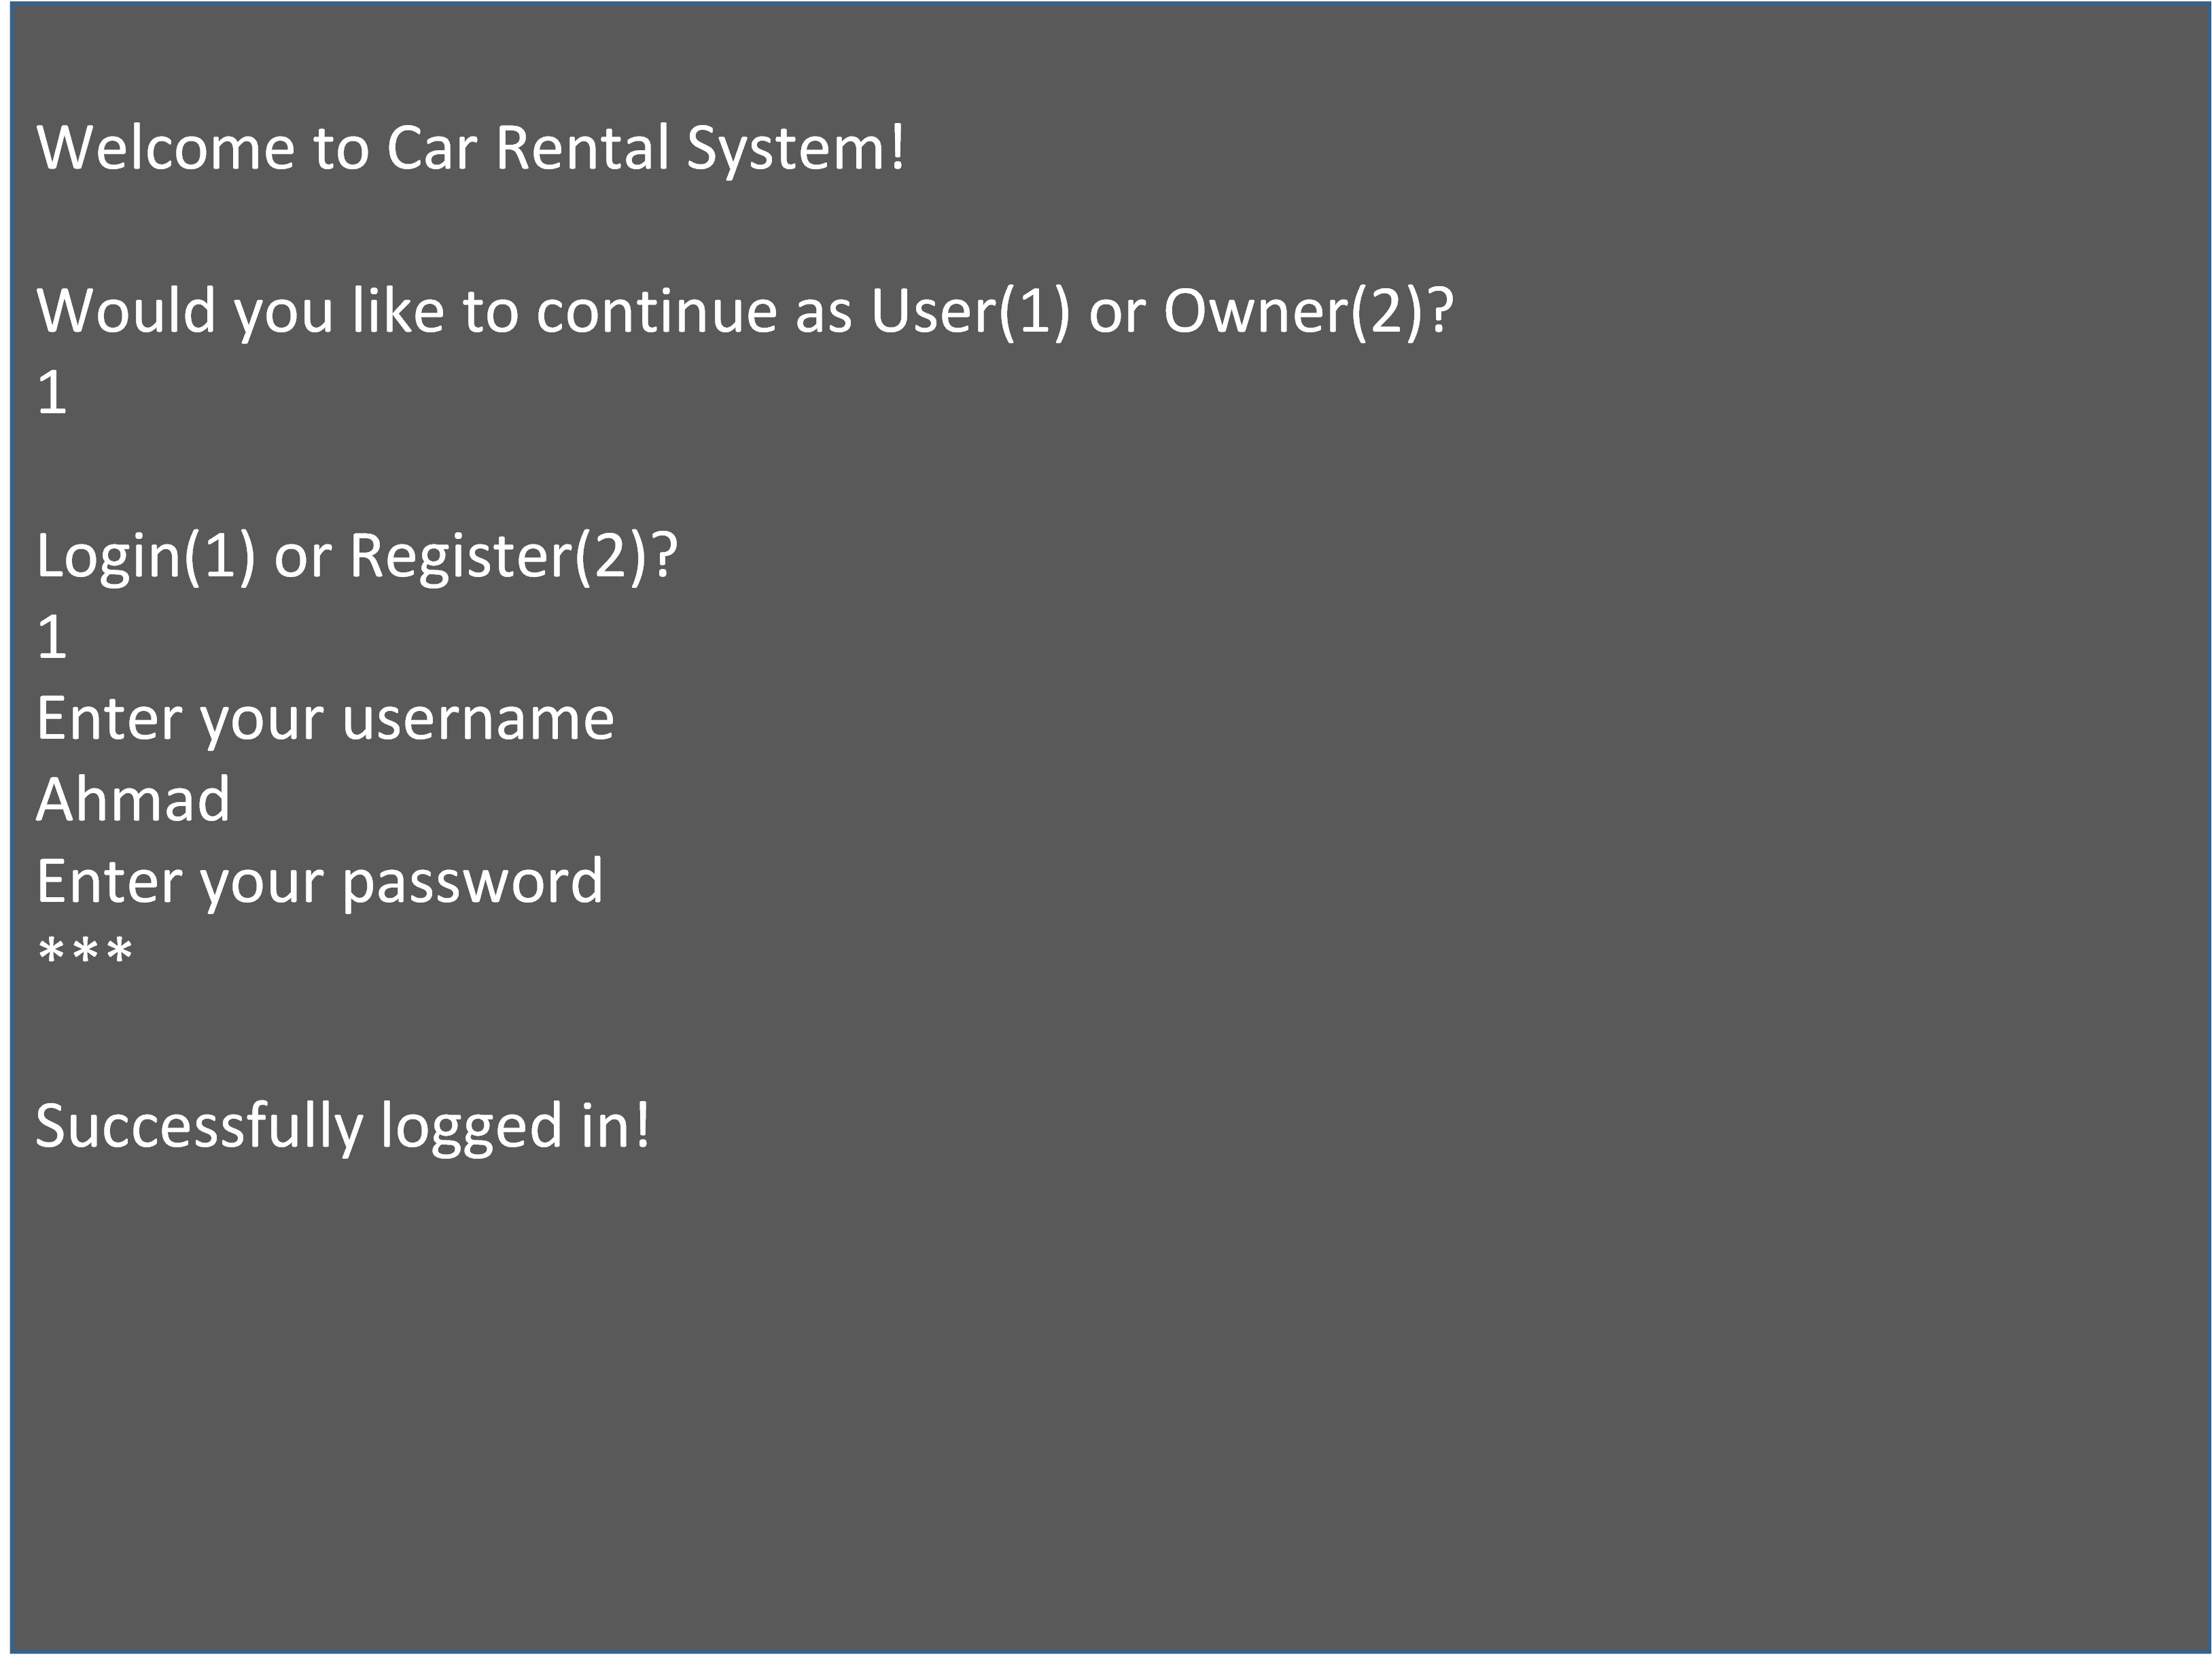 Welcome to Car Rental System!
Would you like to continue as User(1) or Owner(2)?
1
Login(1) or Register(2)?
1
Enter your username
Ahmad
Enter your password
***
Successfully logged in!